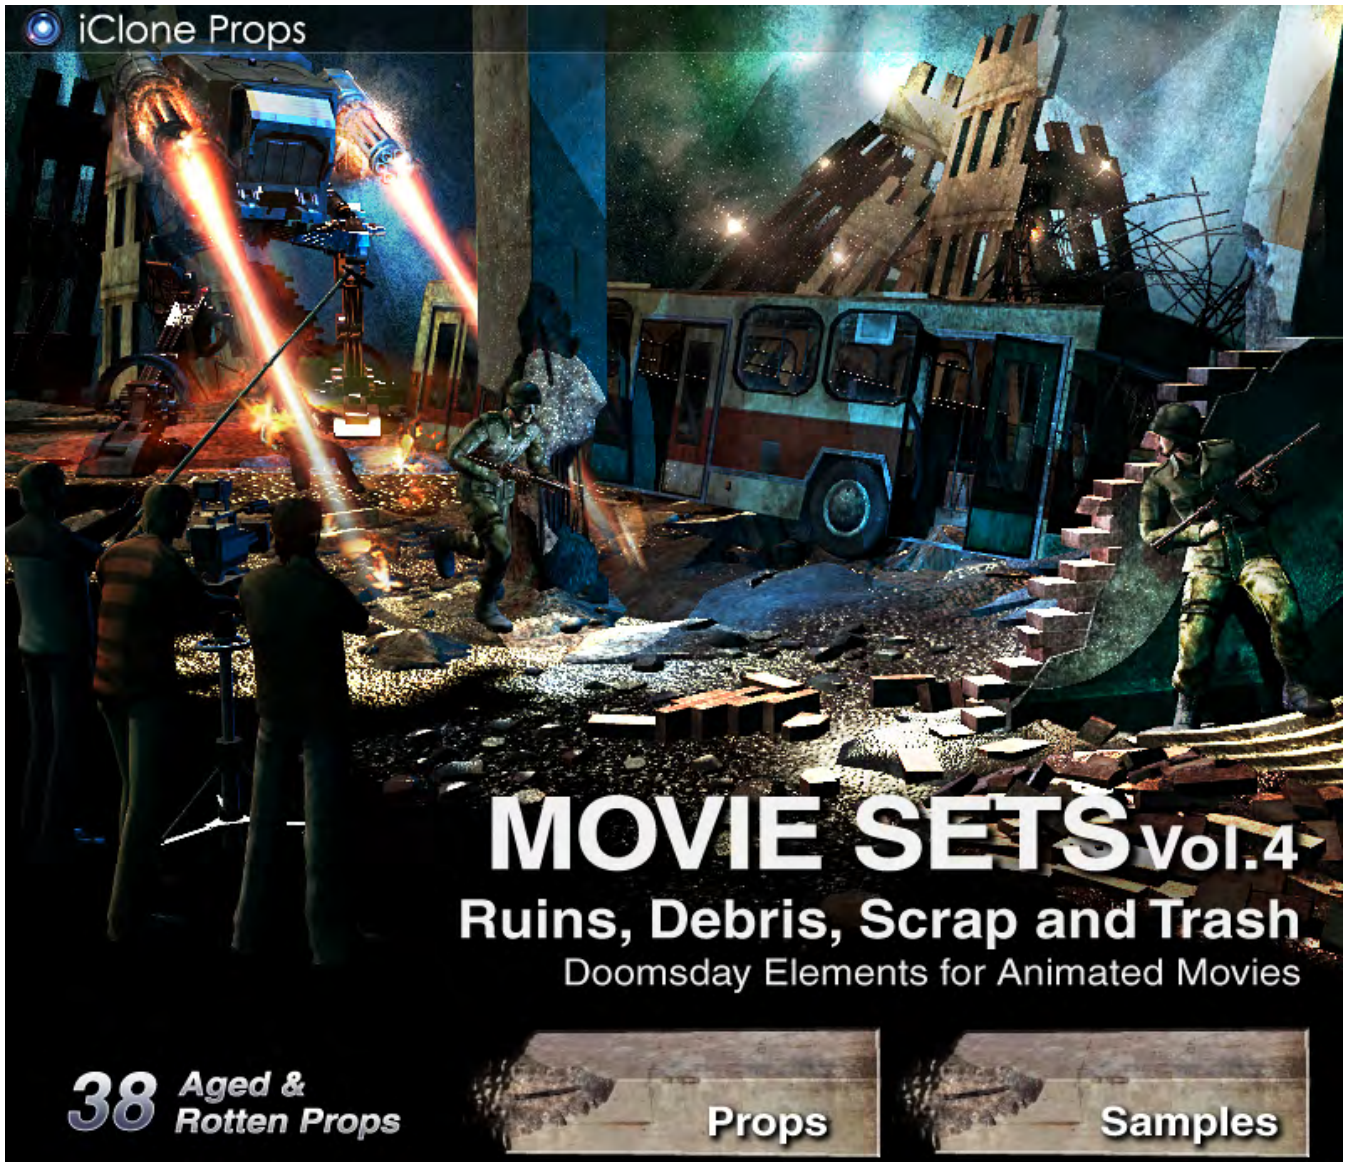 iClone Props
MOVIE SETS Vol.4
Ruins, Debris, Scrap and Trash
Doomsday Elements for Animated Movies
38 Aged &
Rotten Props
Props
Samples